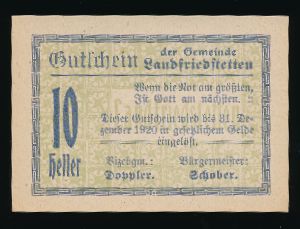 Gutschein der Gemeinde
Landfriedstetten
Wenn die Not am größten,
Ist Gott am nächsten.
Dieser Gutschein wird bis 31. De-
zember 1920 in gesetzlichem Gelde
eingelöst.
10
Heller
Vizebgm.: Bürgermeister:
Doppler. Schober.